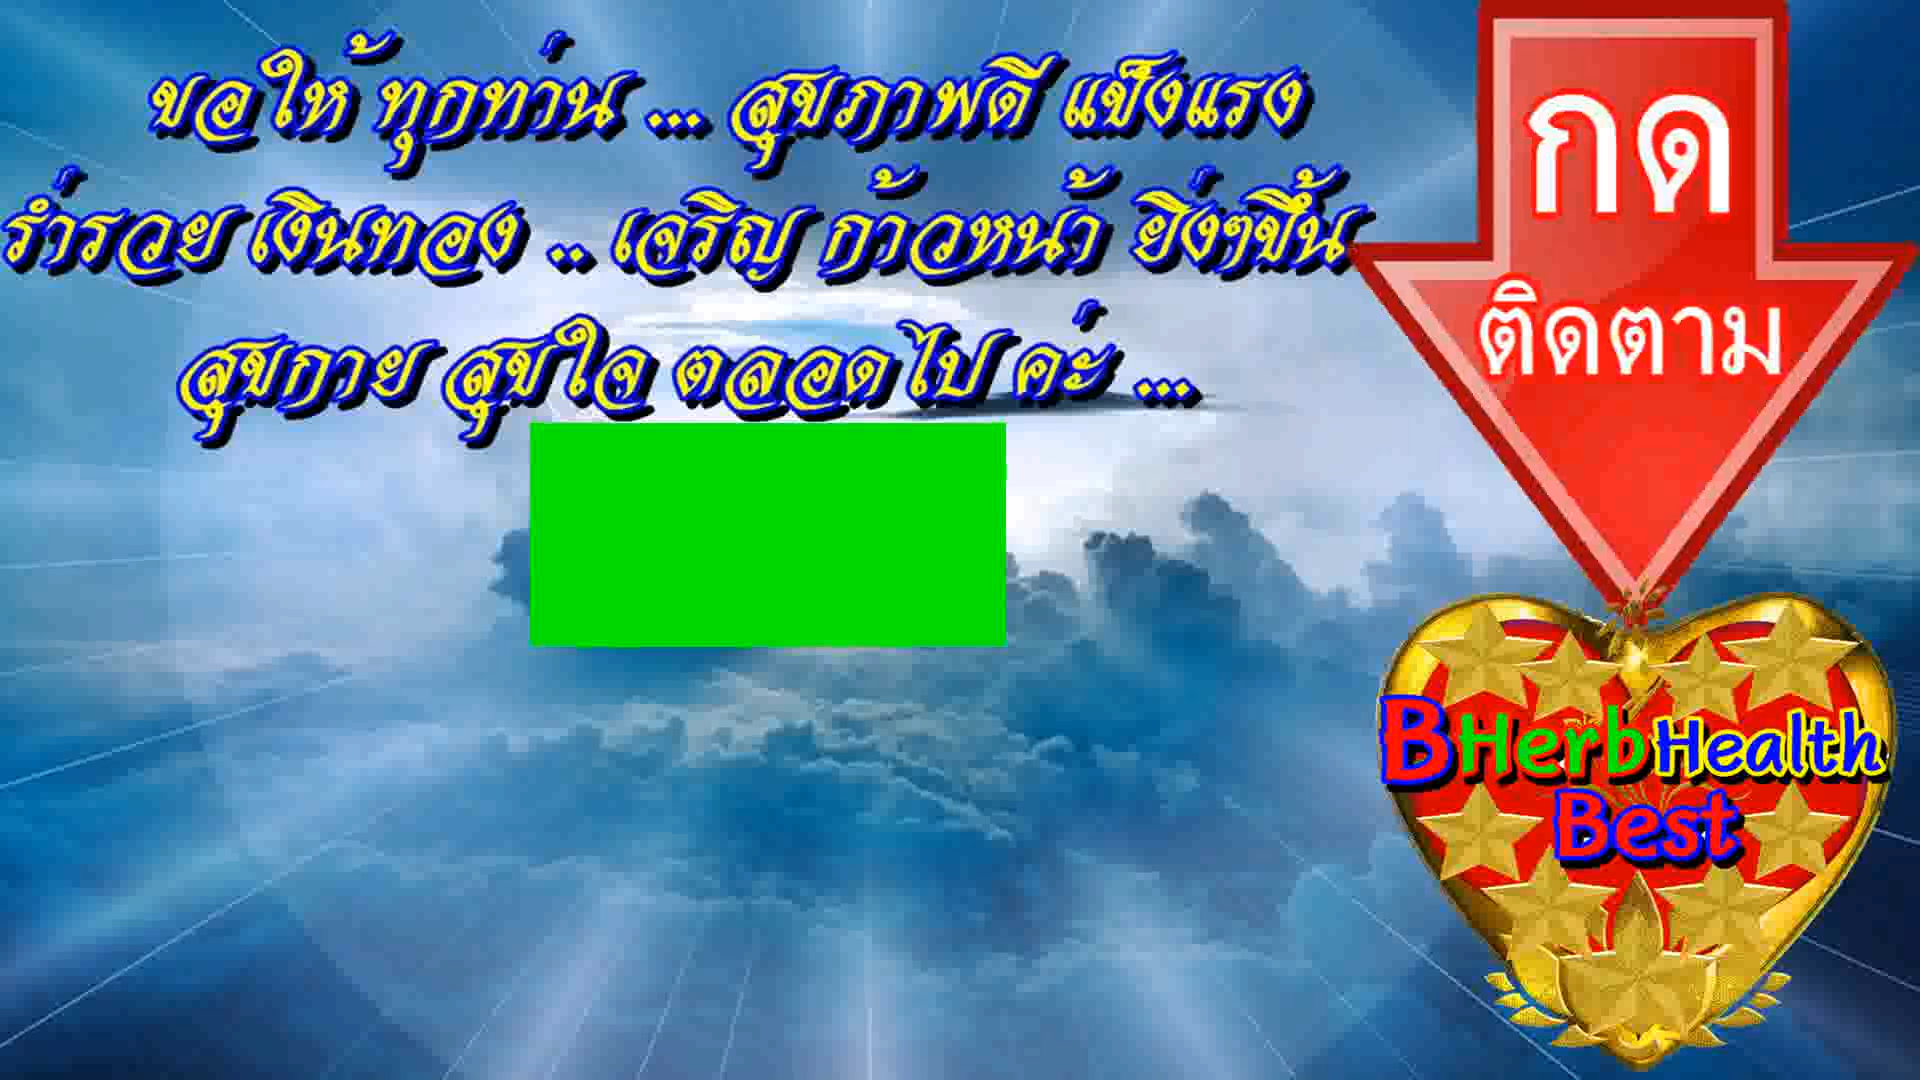 ขอให้ ทุกท่าน ... สุขภาพดี แข็งแรง
ร่ำรวย เงินทอง .. เจริญ ก้าวหน้า ยิ่งๆขึ้น
สุขกาย สุขใจ ตลอดไป ค่ะ ...
กด
ติดตาม
BHerbHealth
Best